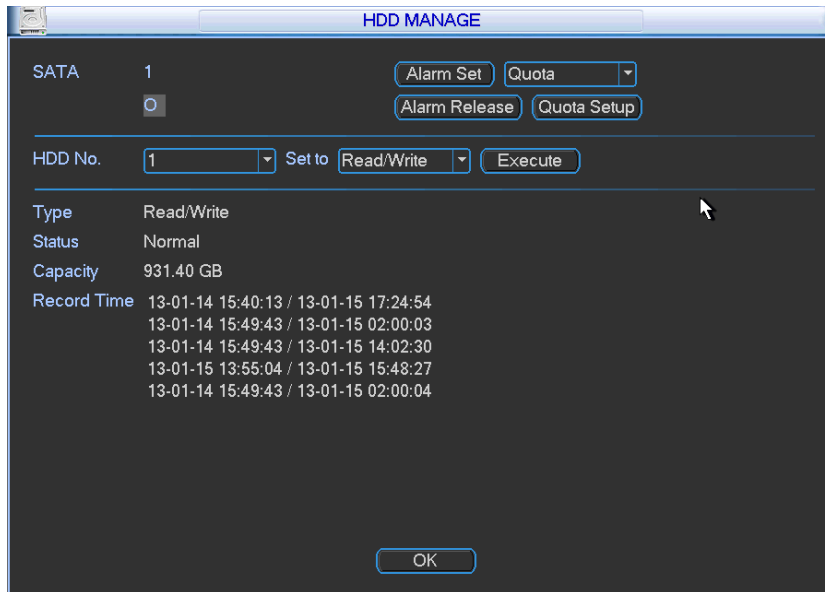 HDD MANAGE
SATA 1 Alarm Set Quota
O Alarm Release Quota Setup
HDD No. 1 Set to Read/Write Execute
Type Read/Write
Status Normal
Capacity 931.40 GB
Record Time 13-01-14 15:40:13 / 13-01-15 17:24:54
13-01-14 15:49:43 / 13-01-15 02:00:03
13-01-14 15:49:43 / 13-01-15 14:02:30
13-01-15 13:55:04 / 13-01-15 15:48:27
13-01-14 15:49:43 / 13-01-15 02:00:04
OK